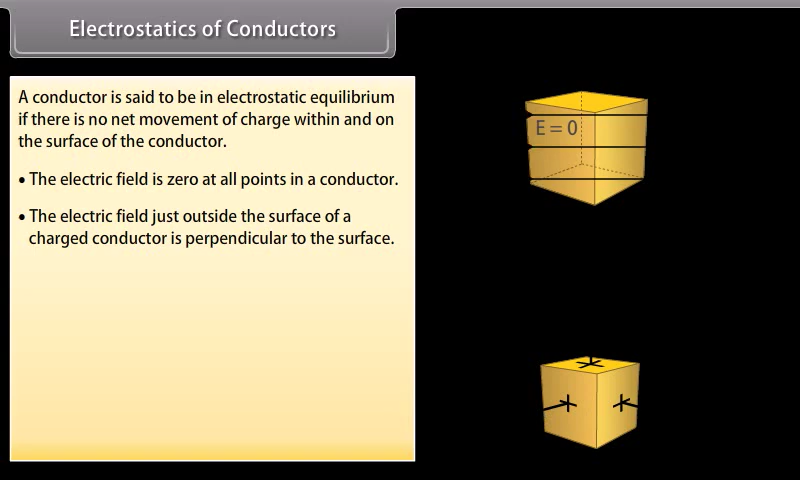 Electrostatics of Conductors
A conductor is said to be in electrostatic equilibrium
if there is no net movement of charge within and on
the surface of the conductor.
• The electric field is zero at all points in a conductor.
• The electric field just outside the surface of a
charged conductor is perpendicular to the surface.
E = 0